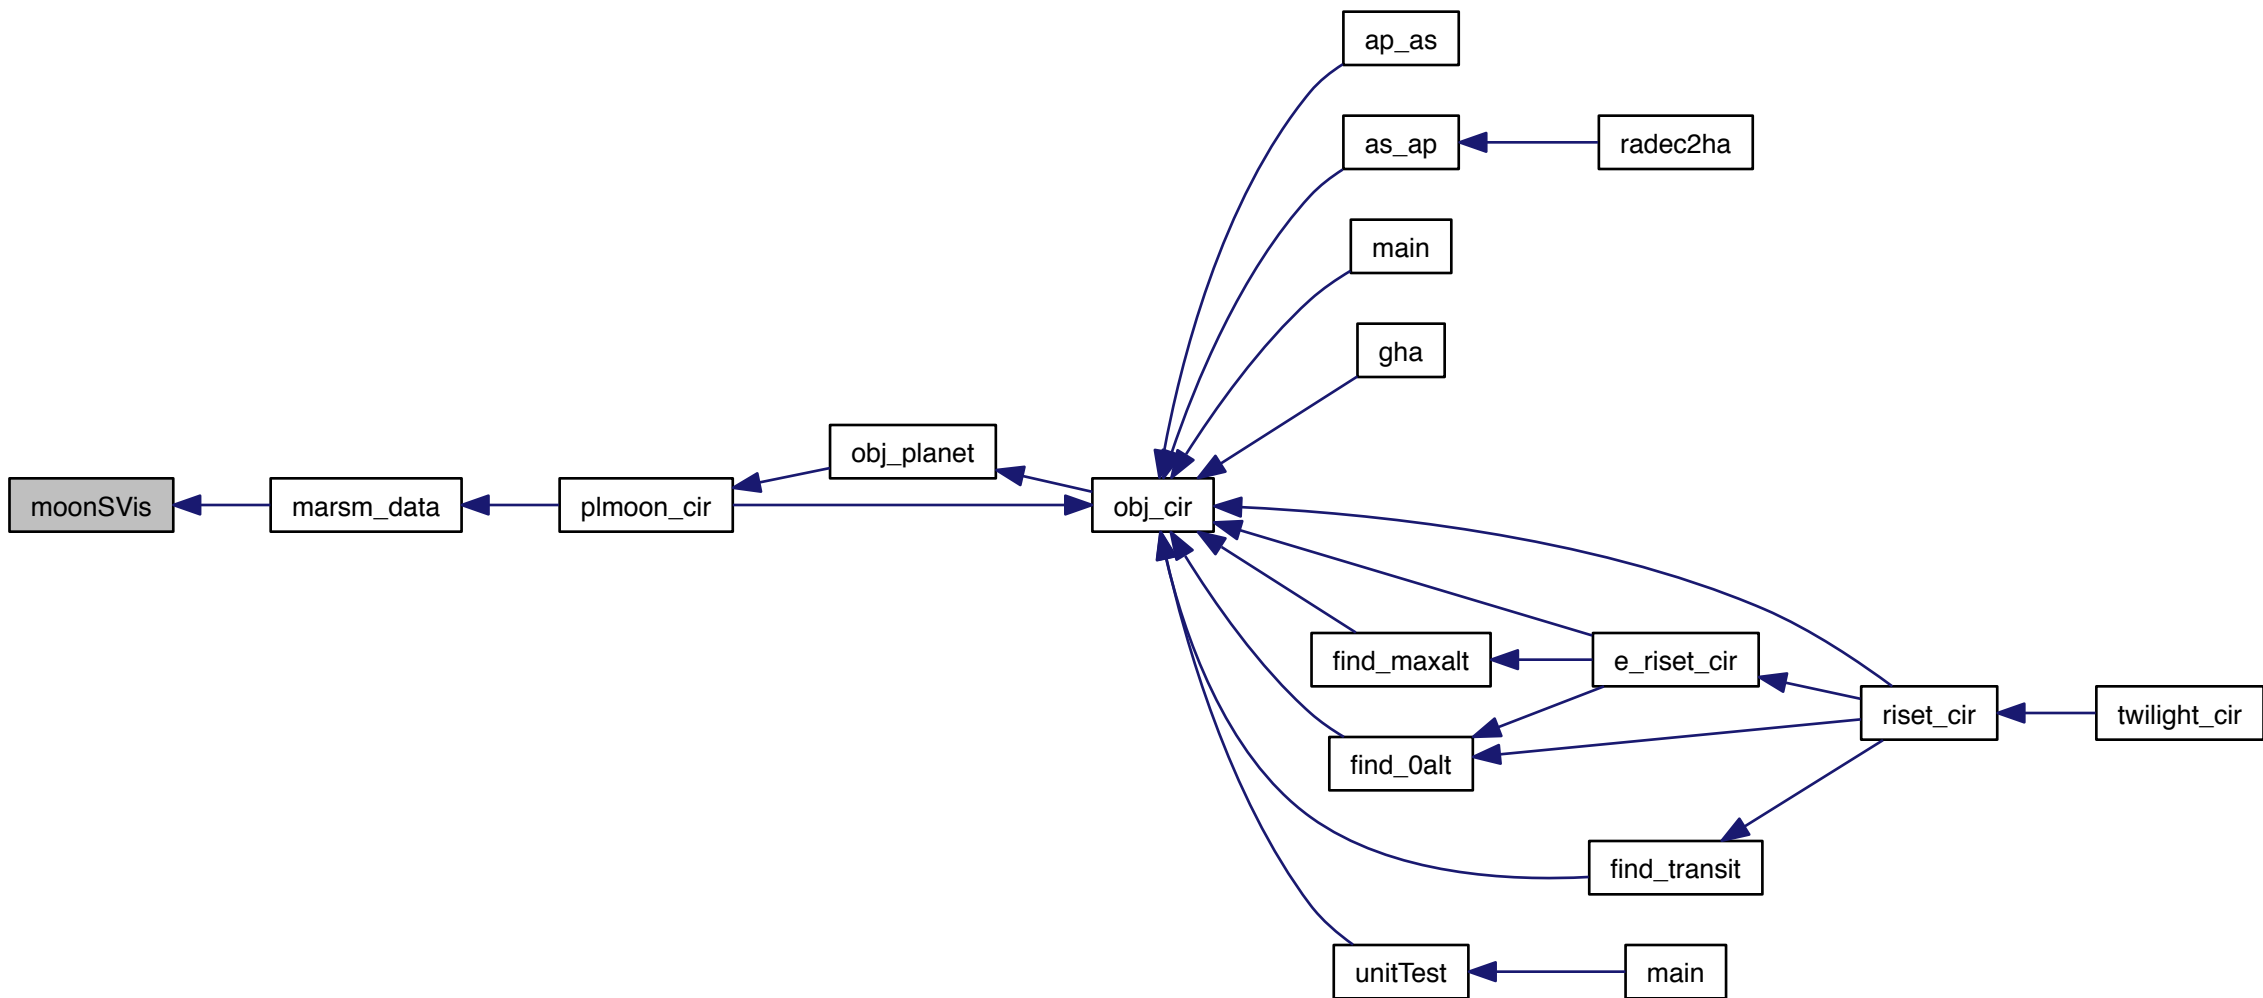 ap_as
as_ap
radec2ha
main
gha
obj_planet
moonSVis
marsm_data
plmoon_cir
obj_cir
find_maxalt
e_riset_cir
riset_cir
twilight_cir
find_0alt
find_transit
unitTest
main